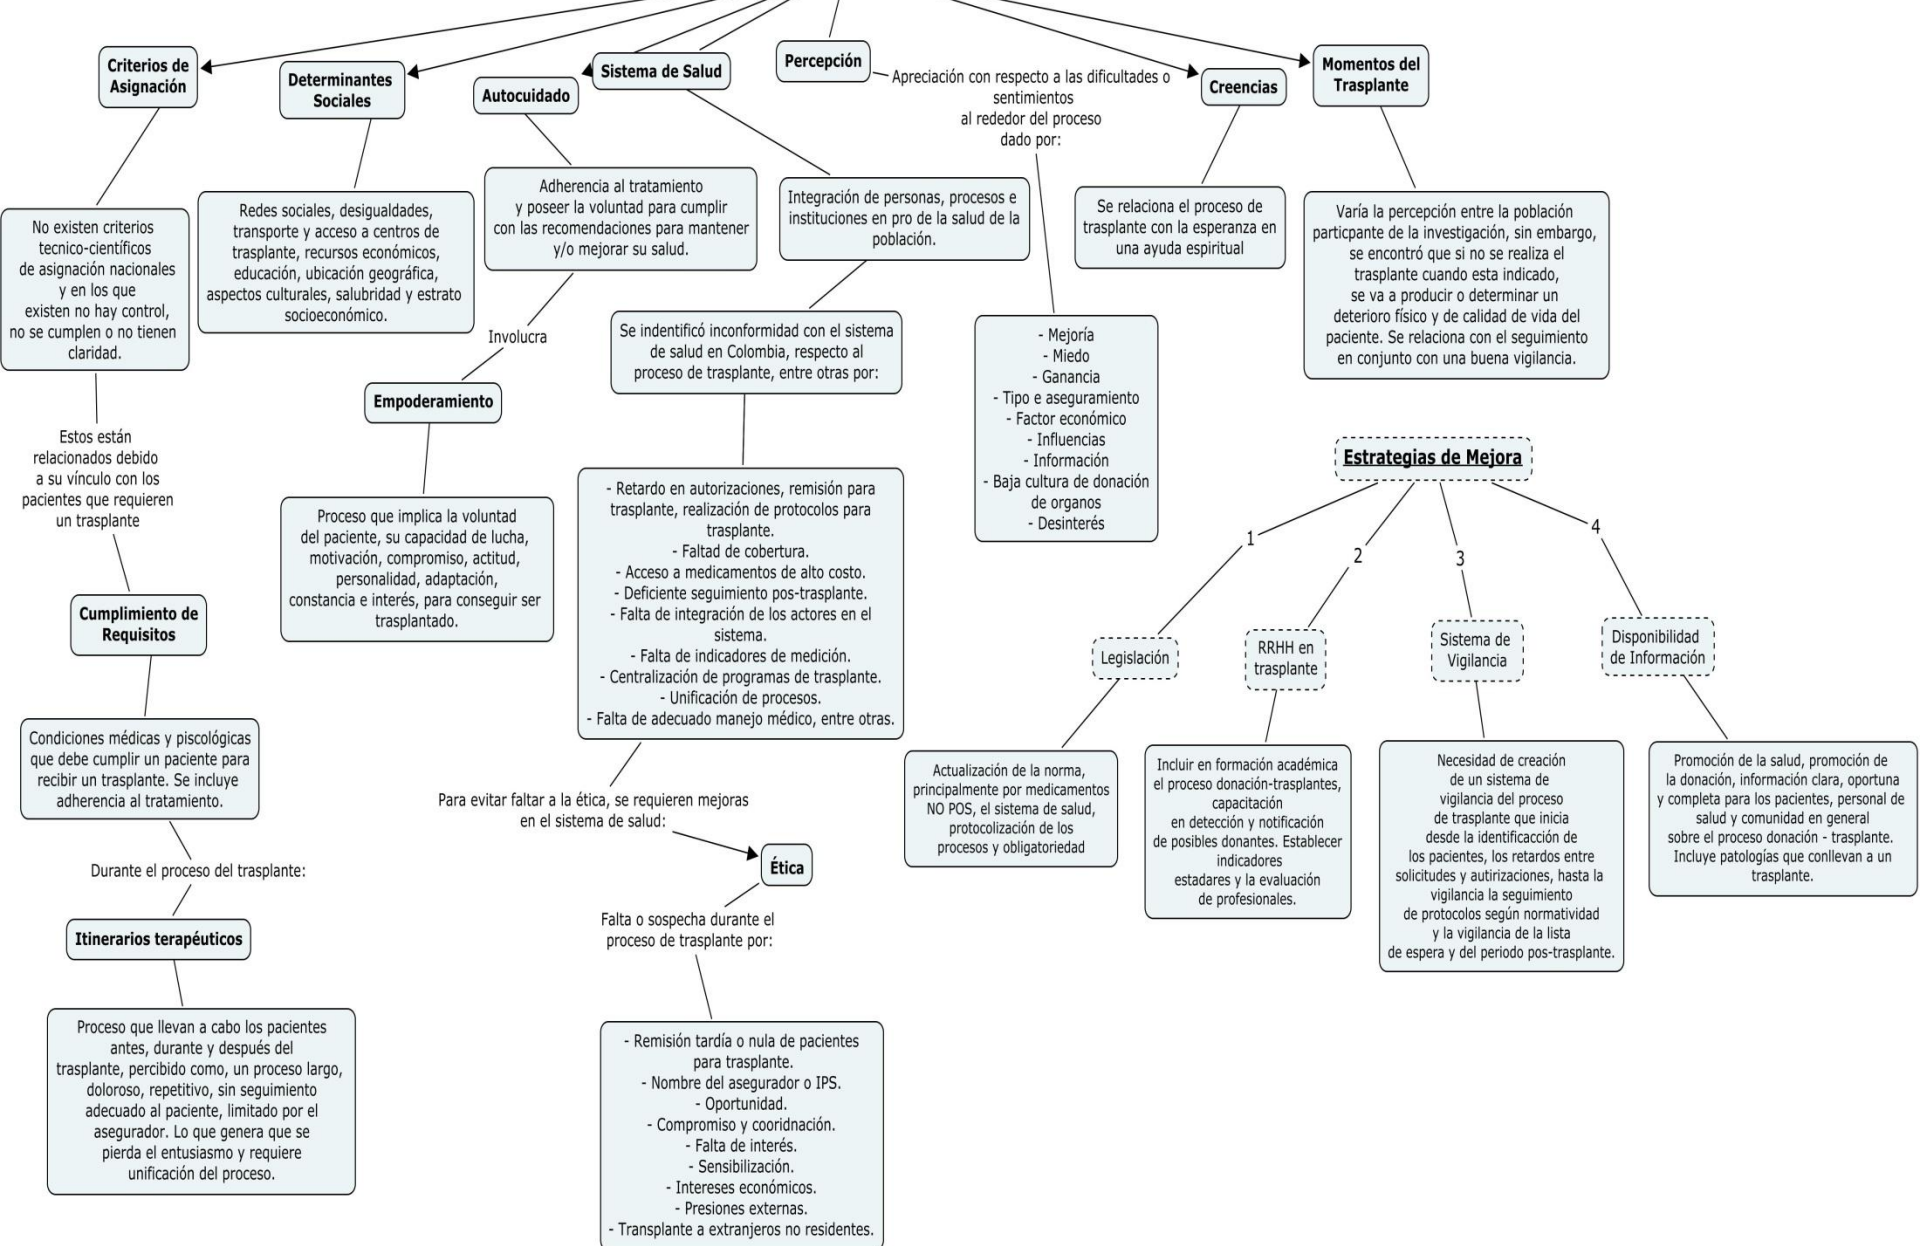 Criterios de
Asignación
No existen criterios
tecnico-científicos
de asignación nacionales
y en los que
existen no hay control,
no se cumplen o no tienen
claridad.
Estos están
relacionados debido
a su vínculo con los
pacientes que requieren
un trasplante
Cumplimiento de
Requisitos
Condiciones médicas y piscológicas
que debe cumplir un paciente para
recibir un trasplante. Se incluye
adherencia al tratamiento.
Durante el proceso del trasplante:
Itinerarios terapéuticos
Proceso que llevan a cabo los pacientes
antes, durante y después del
trasplante, percibido como, un proceso largo,
doloroso, repetitivo, sin seguimiento
adecuado al paciente, limitado por el
asegurador. Lo que genera que se
pierda el entusiasmo y requiere
unificación del proceso.
Determinantes
Sociales
Redes sociales, desigualdades,
transporte y acceso a centros de
trasplante, recursos económicos,
educación, ubicación geográfica,
aspectos culturales, salubridad y estrato
socioeconómico.
Autocuidado
Adherencia al tratamiento
y poseer la voluntad para cumplir
con las recomendaciones para mantener
y/o mejorar su salud.
Involucra
Empoderamiento
Proceso que implica la voluntad
del paciente, su capacidad de lucha,
motivación, compromiso, actitud,
personalidad, adaptación,
constancia e interés, para conseguir ser
trasplantado.
Sistema de Salud
Integración de personas, procesos e
instituciones en pro de la salud de la
población.
Se indentificó inconformidad con el sistema
de salud en Colombia, respecto al
proceso de trasplante, entre otras por:
- Retardo en autorizaciones, remisión para
trasplante, realización de protocolos para
trasplante.
- Faltad de cobertura.
- Acceso a medicamentos de alto costo.
- Deficiente seguimiento pos-trasplante.
- Falta de integración de los actores en el
sistema.
- Falta de indicadores de medición.
- Centralización de programas de trasplante.
- Unificación de procesos.
- Falta de adecuado manejo médico, entre otras.
Para evitar faltar a la ética, se requieren mejoras
en el sistema de salud:
Ética
Falta o sospecha durante el
proceso de trasplante por:
- Remisión tardía o nula de pacientes
para trasplante.
- Nombre del asegurador o IPS.
- Oportunidad.
- Compromiso y cooridnación.
- Falta de interés.
- Sensibilización.
- Intereses económicos.
- Presiones externas.
- Transplante a extranjeros no residentes.
Percepción
Apreciación con respecto a las dificultades o
sentimientos
al rededor del proceso
dado por:
- Mejoría
- Miedo
- Ganancia
- Tipo e aseguramiento
- Factor económico
- Influencias
- Información
- Baja cultura de donación
de organos
- Desinterés
Creencias
Se relaciona el proceso de
trasplante con la esperanza en
una ayuda espiritual
Momentos del
Trasplante
Varía la percepción entre la población
particpante de la investigación, sin embargo,
se encontró que si no se realiza el
trasplante cuando esta indicado,
se va a producir o determinar un
deterioro físico y de calidad de vida del
paciente. Se relaciona con el seguimiento
en conjunto con una buena vigilancia.
Estrategias de Mejora
1
Legislación
Actualización de la norma,
principalmente por medicamentos
NO POS, el sistema de salud,
protocolización de los
procesos y obligatoriedad
2
RRHH en
trasplante
Incluir en formación académica
el proceso donación-trasplantes,
capacitación
en detección y notificación
de posibles donantes. Establecer
indicadores
estadares y la evaluación
de profesionales.
3
Sistema de
Vigilancia
Necesidad de creación
de un sistema de
vigilancia del proceso
de trasplante que inicia
desde la identificacción de
los pacientes, los retardos entre
solicitudes y autirizaciones, hasta la
vigilancia la seguimiento
de protocolos según normatividad
y la vigilancia de la lista
de espera y del periodo pos-trasplante.
4
Disponibilidad
de Información
Promoción de la salud, promoción de
la donación, información clara, oportuna
y completa para los pacientes, personal de
salud y comunidad en general
sobre el proceso donación - trasplante.
Incluye patologías que conllevan a un
trasplante.